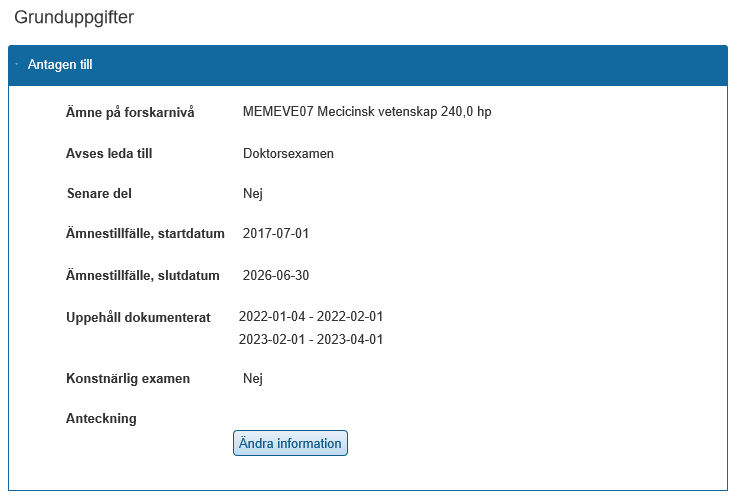 Grunduppgifter
Antagen till
Ämne på forskarnivå MEMEVE07 Mecicinsk vetenskap 240,0 hp
Avses leda till Doktorsexamen
Senare del Nej
Ämnestillfälle, startdatum 2017-07-01
Ämnestillfälle, slutdatum 2026-06-30
Uppehåll dokumenterat 2022-01-04 - 2022-02-01
2023-02-01 - 2023-04-01
Konstnärlig examen Nej
Anteckning
Ändra information